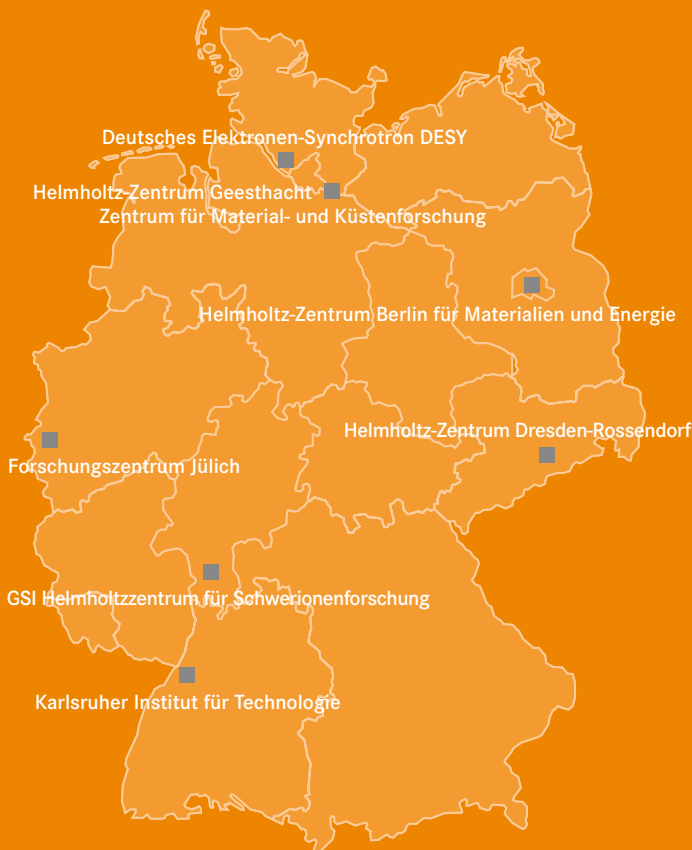 Deutsches Elektronen-Synchrotron DESY
Helmholtz-Zentrum Geesthacht
Zentrum für Material- und Küstenforschung
Helmholtz-Zentrum Berlin für Materialien und Energie
Helmholtz-Zentrum Dresden-Rossendorf
Forschungszentrum Jülich
GSI Helmholtzzentrum für Schwerionenforschung
Karlsruher Institut für Technologie